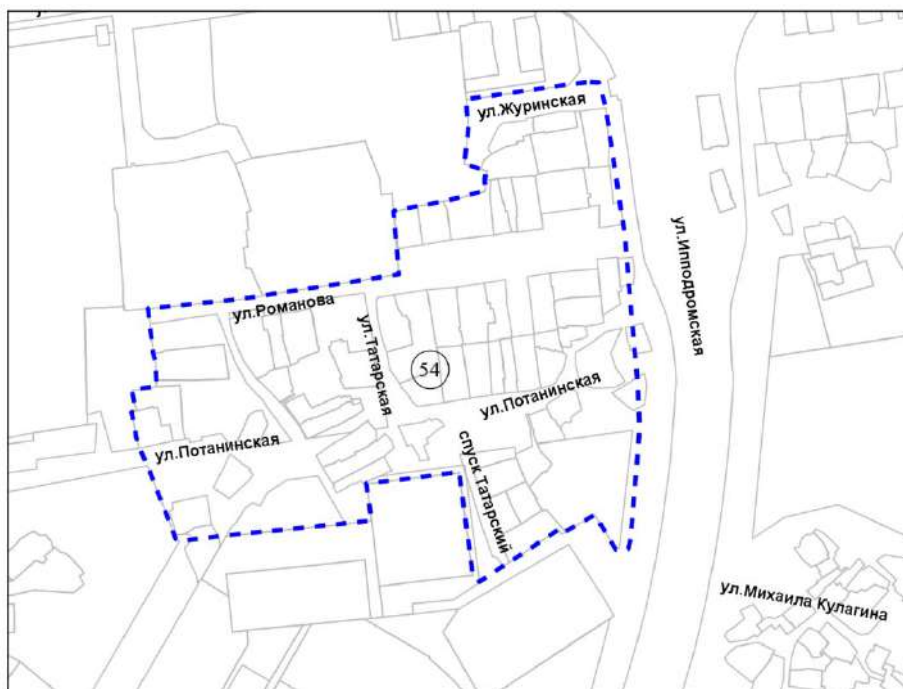 ул.Журинская
ул.Ипподромская
ул.Романова
ул.Татарская
54
ул.Потанинская
ул.Потанинская
спуск Татарский
ул.Михаила Кулагина